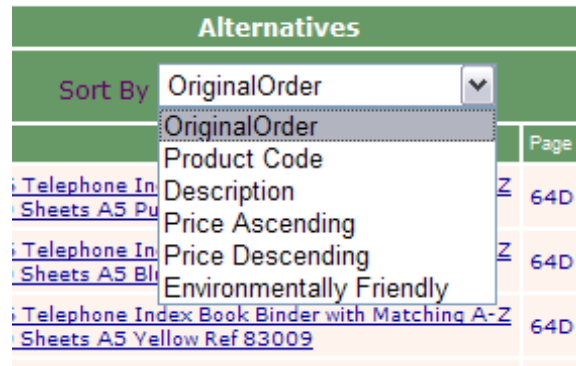 Alternatives
Sort By OriginalOrder
OriginalOrder
Product Code
Description
Price Ascending
Price Descending
Environmentally Friendly
Page
Telephone In Z
Sheets A5 Pu 64D
Telephone In Z
Sheets A5 Bl 64D
Telephone Index Book Binder with Matching A-Z
Sheets A5 Yellow Ref 83009 64D